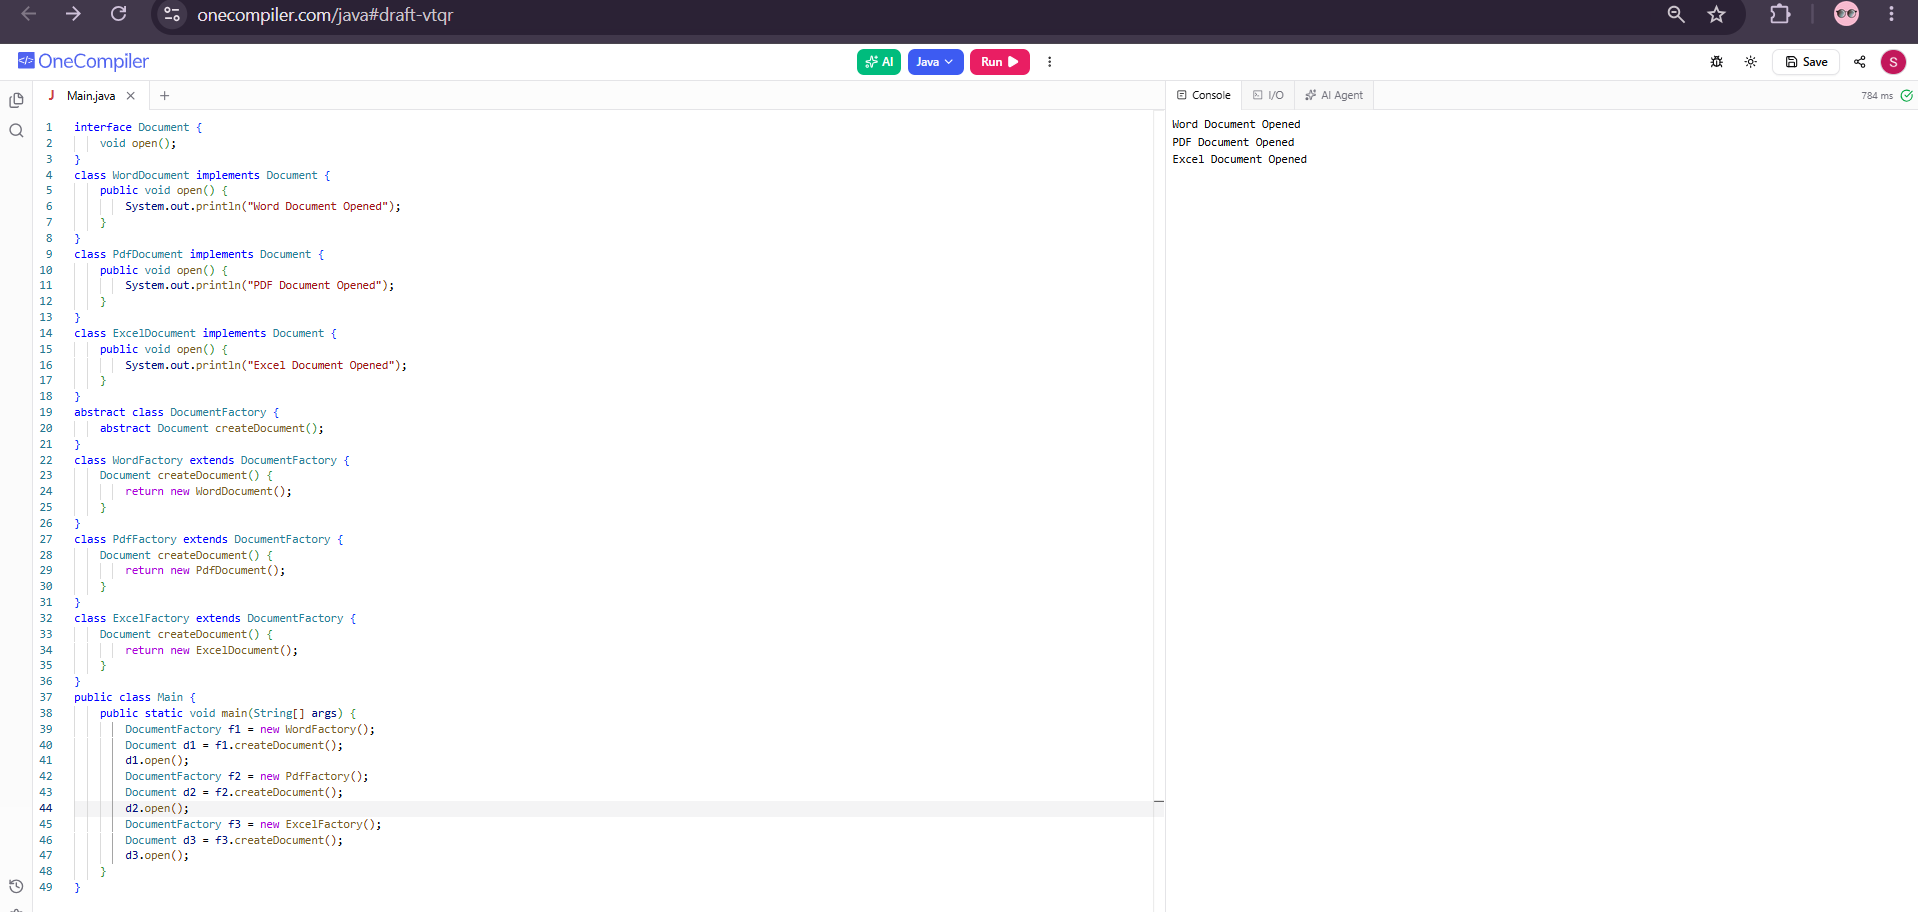 onecompiler.com/java#draft-vtqr
</> OneCompiler
AI
Java
Run
Save
S
J Main.java
Console
I/O
AI Agent
784 ms
1 interface Document {
2     void open();
3 }
4 class WordDocument implements Document {
5     public void open() {
6         System.out.println("Word Document Opened");
7     }
8 }
9 class PdfDocument implements Document {
10     public void open() {
11         System.out.println("PDF Document Opened");
12     }
13 }
14 class ExcelDocument implements Document {
15     public void open() {
16         System.out.println("Excel Document Opened");
17     }
18 }
19 abstract class DocumentFactory {
20     abstract Document createDocument();
21 }
22 class WordFactory extends DocumentFactory {
23     Document createDocument() {
24         return new WordDocument();
25     }
26 }
27 class PdfFactory extends DocumentFactory {
28     Document createDocument() {
29         return new PdfDocument();
30     }
31 }
32 class ExcelFactory extends DocumentFactory {
33     Document createDocument() {
34         return new ExcelDocument();
35     }
36 }
37 public class Main {
38     public static void main(String[] args) {
39         DocumentFactory f1 = new WordFactory();
40         Document d1 = f1.createDocument();
41         d1.open();
42         DocumentFactory f2 = new PdfFactory();
43         Document d2 = f2.createDocument();
44         d2.open();
45         DocumentFactory f3 = new ExcelFactory();
46         Document d3 = f3.createDocument();
47         d3.open();
48     }
49 }
Word Document Opened
PDF Document Opened
Excel Document Opened